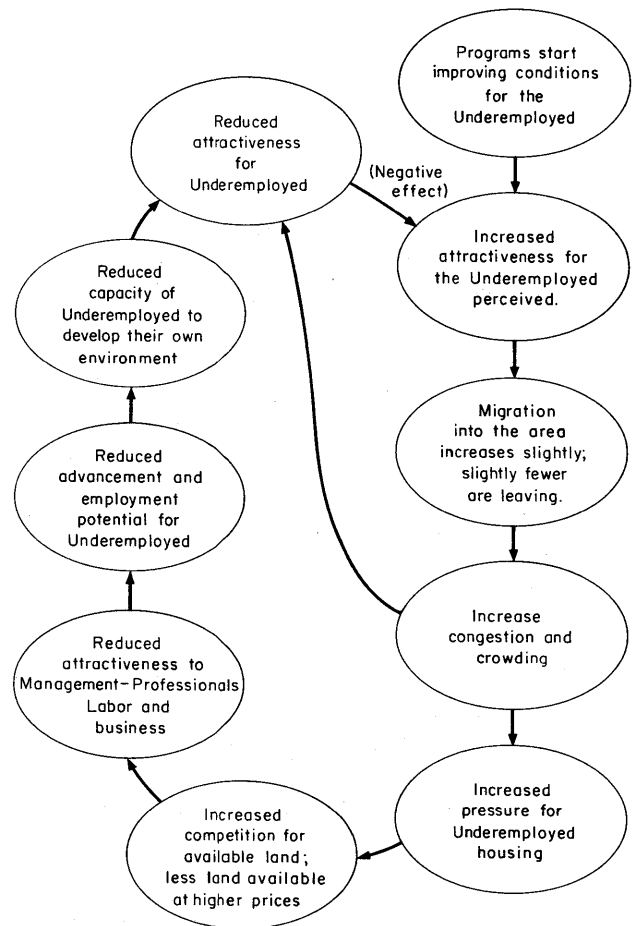 Programs start
improving conditions
for the
Underemployed
Reduced
attractiveness
for
Underemployed
(Negative
effect)
Increased
attractiveness for
the Underemployed
perceived.
Reduced
capacity of
Underemployed to
develop their own
environment
Migration
into the area
increases slightly;
slightly fewer
are leaving.
Reduced
advancement and
employment
potential for
Underemployed
Increase
congestion and
crowding
Reduced
attractiveness to
Management-Professionals
Labor and
business
Increased
pressure for
Underemployed
housing
Increased
competition for
available land;
less land available
at higher prices